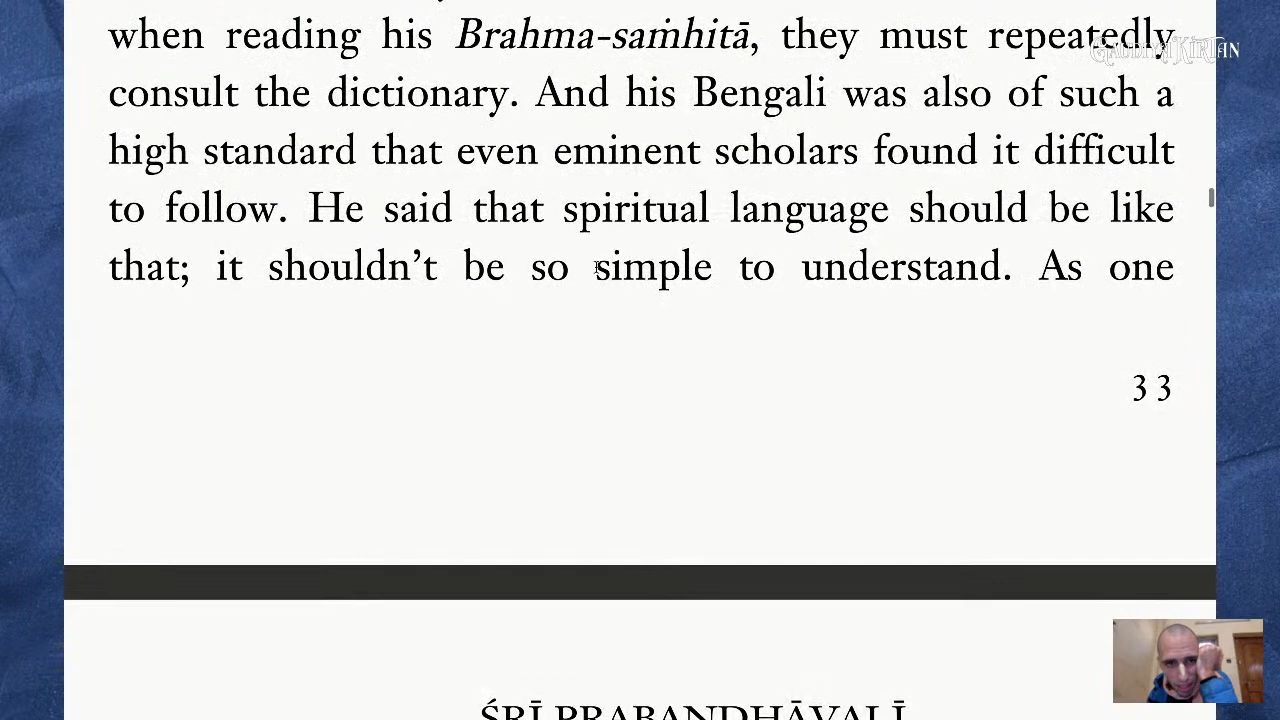 when reading his Brahma-saṁhitā, they must repeatedly
GAUDIYA KIRTAN
consult the dictionary. And his Bengali was also of such a
high standard that even eminent scholars found it difficult
to follow. He said that spiritual language should be like
that; it shouldn’t be so simple to understand. As one
33
ŚRĪ PRABANDHĀVALĪ